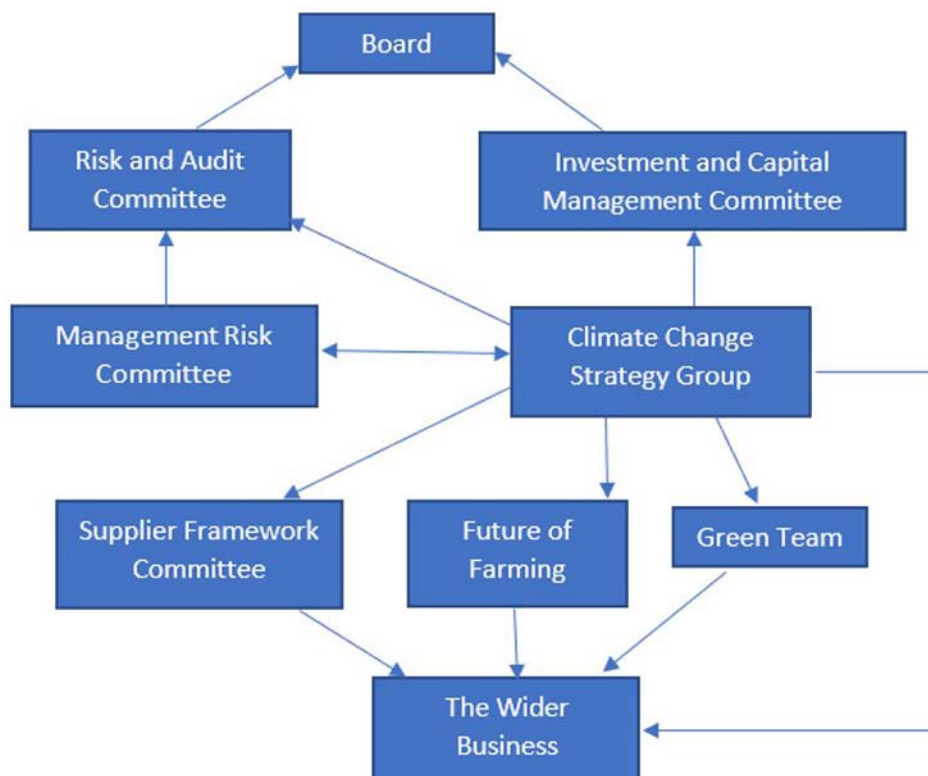 Board
Risk and Audit
Committee
Investment and Capital
Management Committee
Management Risk
Committee
Climate Change
Strategy Group
Supplier Framework
Committee
Future of
Farming
Green Team
The Wider
Business